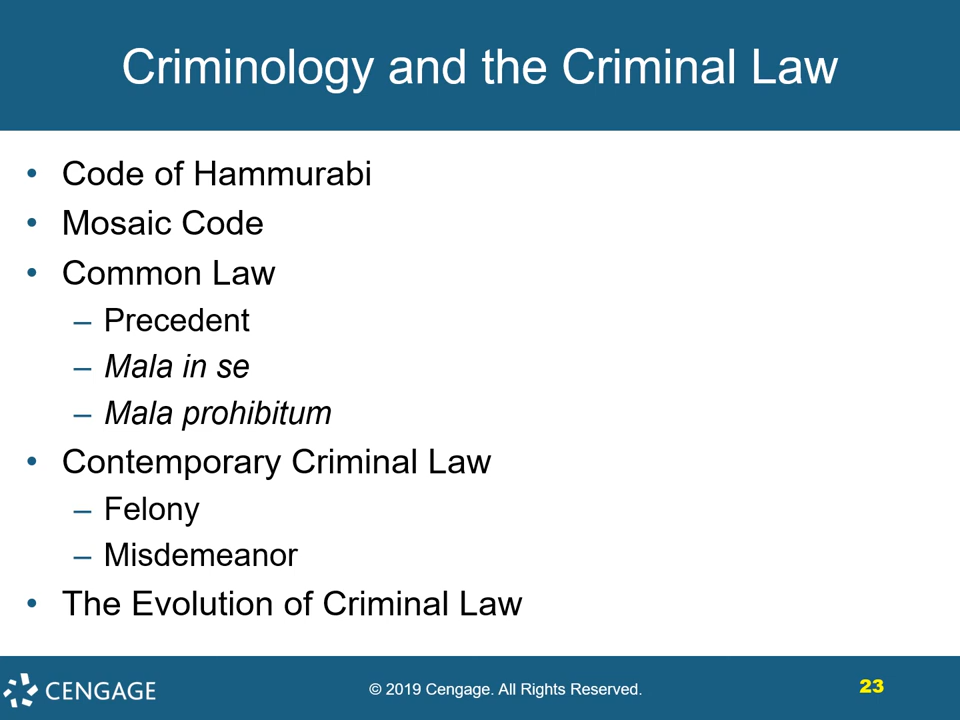 Criminology and the Criminal Law
• Code of Hammurabi
• Mosaic Code
• Common Law
– Precedent
– Mala in se
– Mala prohibitum
• Contemporary Criminal Law
– Felony
– Misdemeanor
• The Evolution of Criminal Law
CENGAGE
© 2019 Cengage. All Rights Reserved.
23